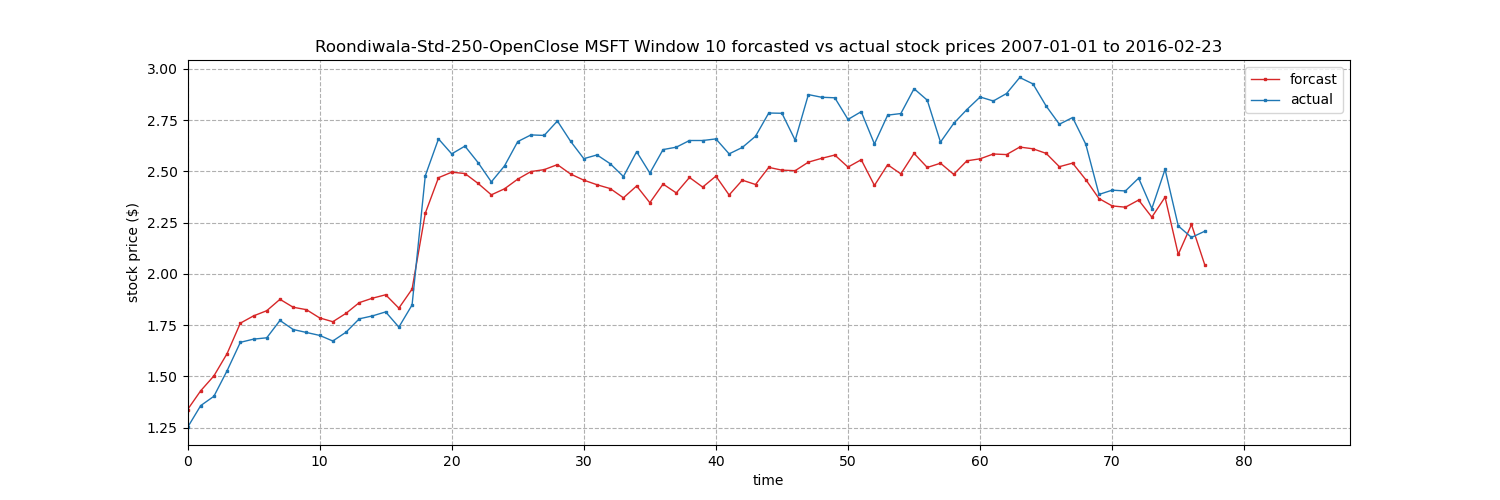 Roondiwala-Std-250-OpenClose MSFT Window 10 forcasted vs actual stock prices 2007-01-01 to 2016-02-23
forcast
actual
stock price ($)
3.00
2.75
2.50
2.25
2.00
1.75
1.50
1.25
0 10 20 30 40 50 60 70 80
time